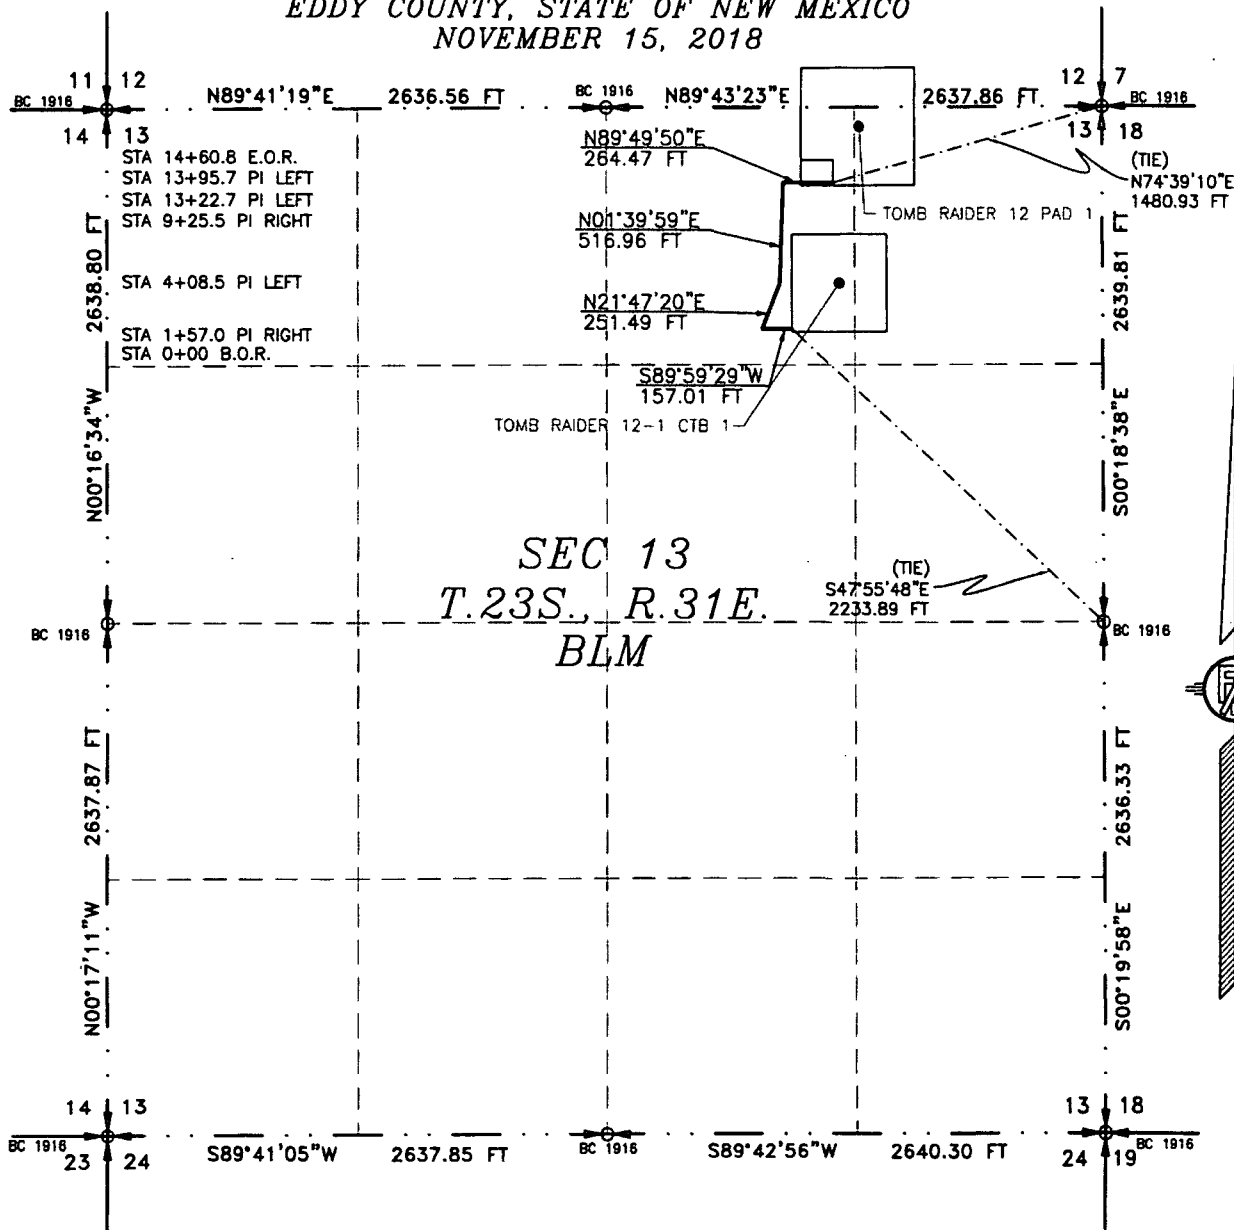 EDDY COUNTY, STATE OF NEW MEXICO
NOVEMBER 15, 2018
11 12
BC 1916
14 13
N89°41'19"E 2636.56 FT
BC 1916
N89°43'23"E 2637.86 FT
12 7
BC 1916
13 18
STA 14+60.8 E.O.R.
STA 13+95.7 PI LEFT
STA 13+22.7 PI LEFT
STA 9+25.5 PI RIGHT
STA 4+08.5 PI LEFT
STA 1+57.0 PI RIGHT
STA 0+00 B.O.R.
N89°49'50"E
264.47 FT
(TIE)
N74°39'10"E
1480.93 FT
TOMB RAIDER 12 PAD 1
N01°39'59"E
516.96 FT
N21°47'20"E
251.49 FT
S89°59'29"W
157.01 FT
TOMB RAIDER 12-1 CTB 1
N00°16'34"W 2638.80 FT
S00°18'38"E 2639.81 FT
SEC 13
T.23S., R.31E.
BLM
(TIE)
S47°55'48"E
2233.89 FT
BC 1916
BC 1916
N00°17'11"W 2637.87 FT
S00°19'58"E 2636.33 FT
14 13
BC 1916
23 24
S89°41'05"W 2637.85 FT
BC 1916
S89°42'56"W 2640.30 FT
13 18
BC 1916
24 19